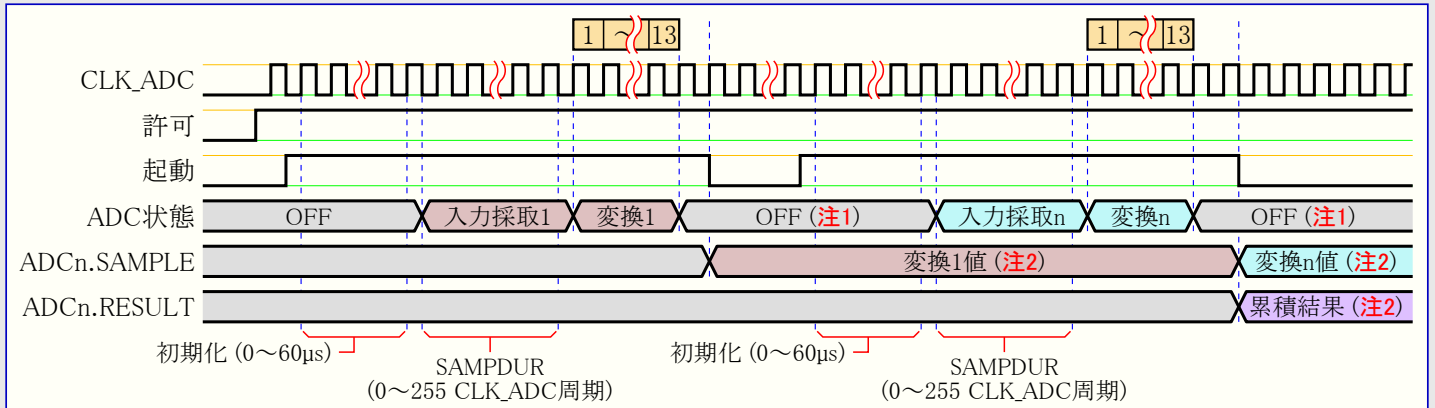 1 ～ 13 1 ～ 13
CLK_ADC
許可
起動
ADC状態 OFF 入力採取1 変換1 OFF (注1) 入力採取n 変換n OFF (注1)
ADCn.SAMPLE 変換1値 (注2) 変換n値 (注2)
ADCn.RESULT 累積結果 (注2)
初期化 (0～60μs) 初期化 (0～60μs)
SAMPDUR SAMPDUR
(0～255 CLK_ADC周期) (0～255 CLK_ADC周期)